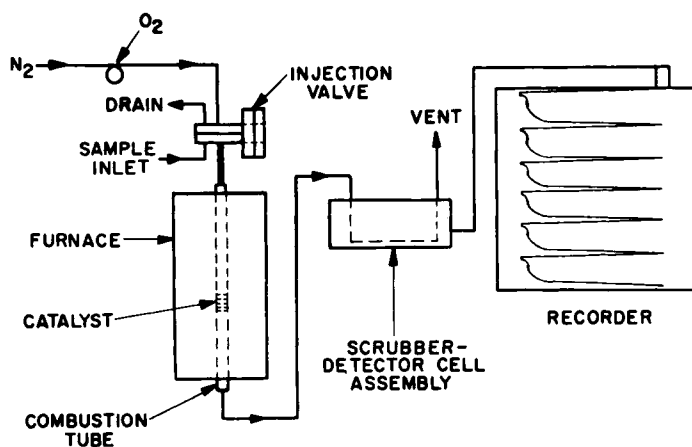 O2
N2
INJECTION
VALVE
DRAIN
VENT
SAMPLE
INLET
FURNACE
CATALYST
RECORDER
SCRUBBER-
DETECTOR CELL
ASSEMBLY
COMBUSTION
TUBE